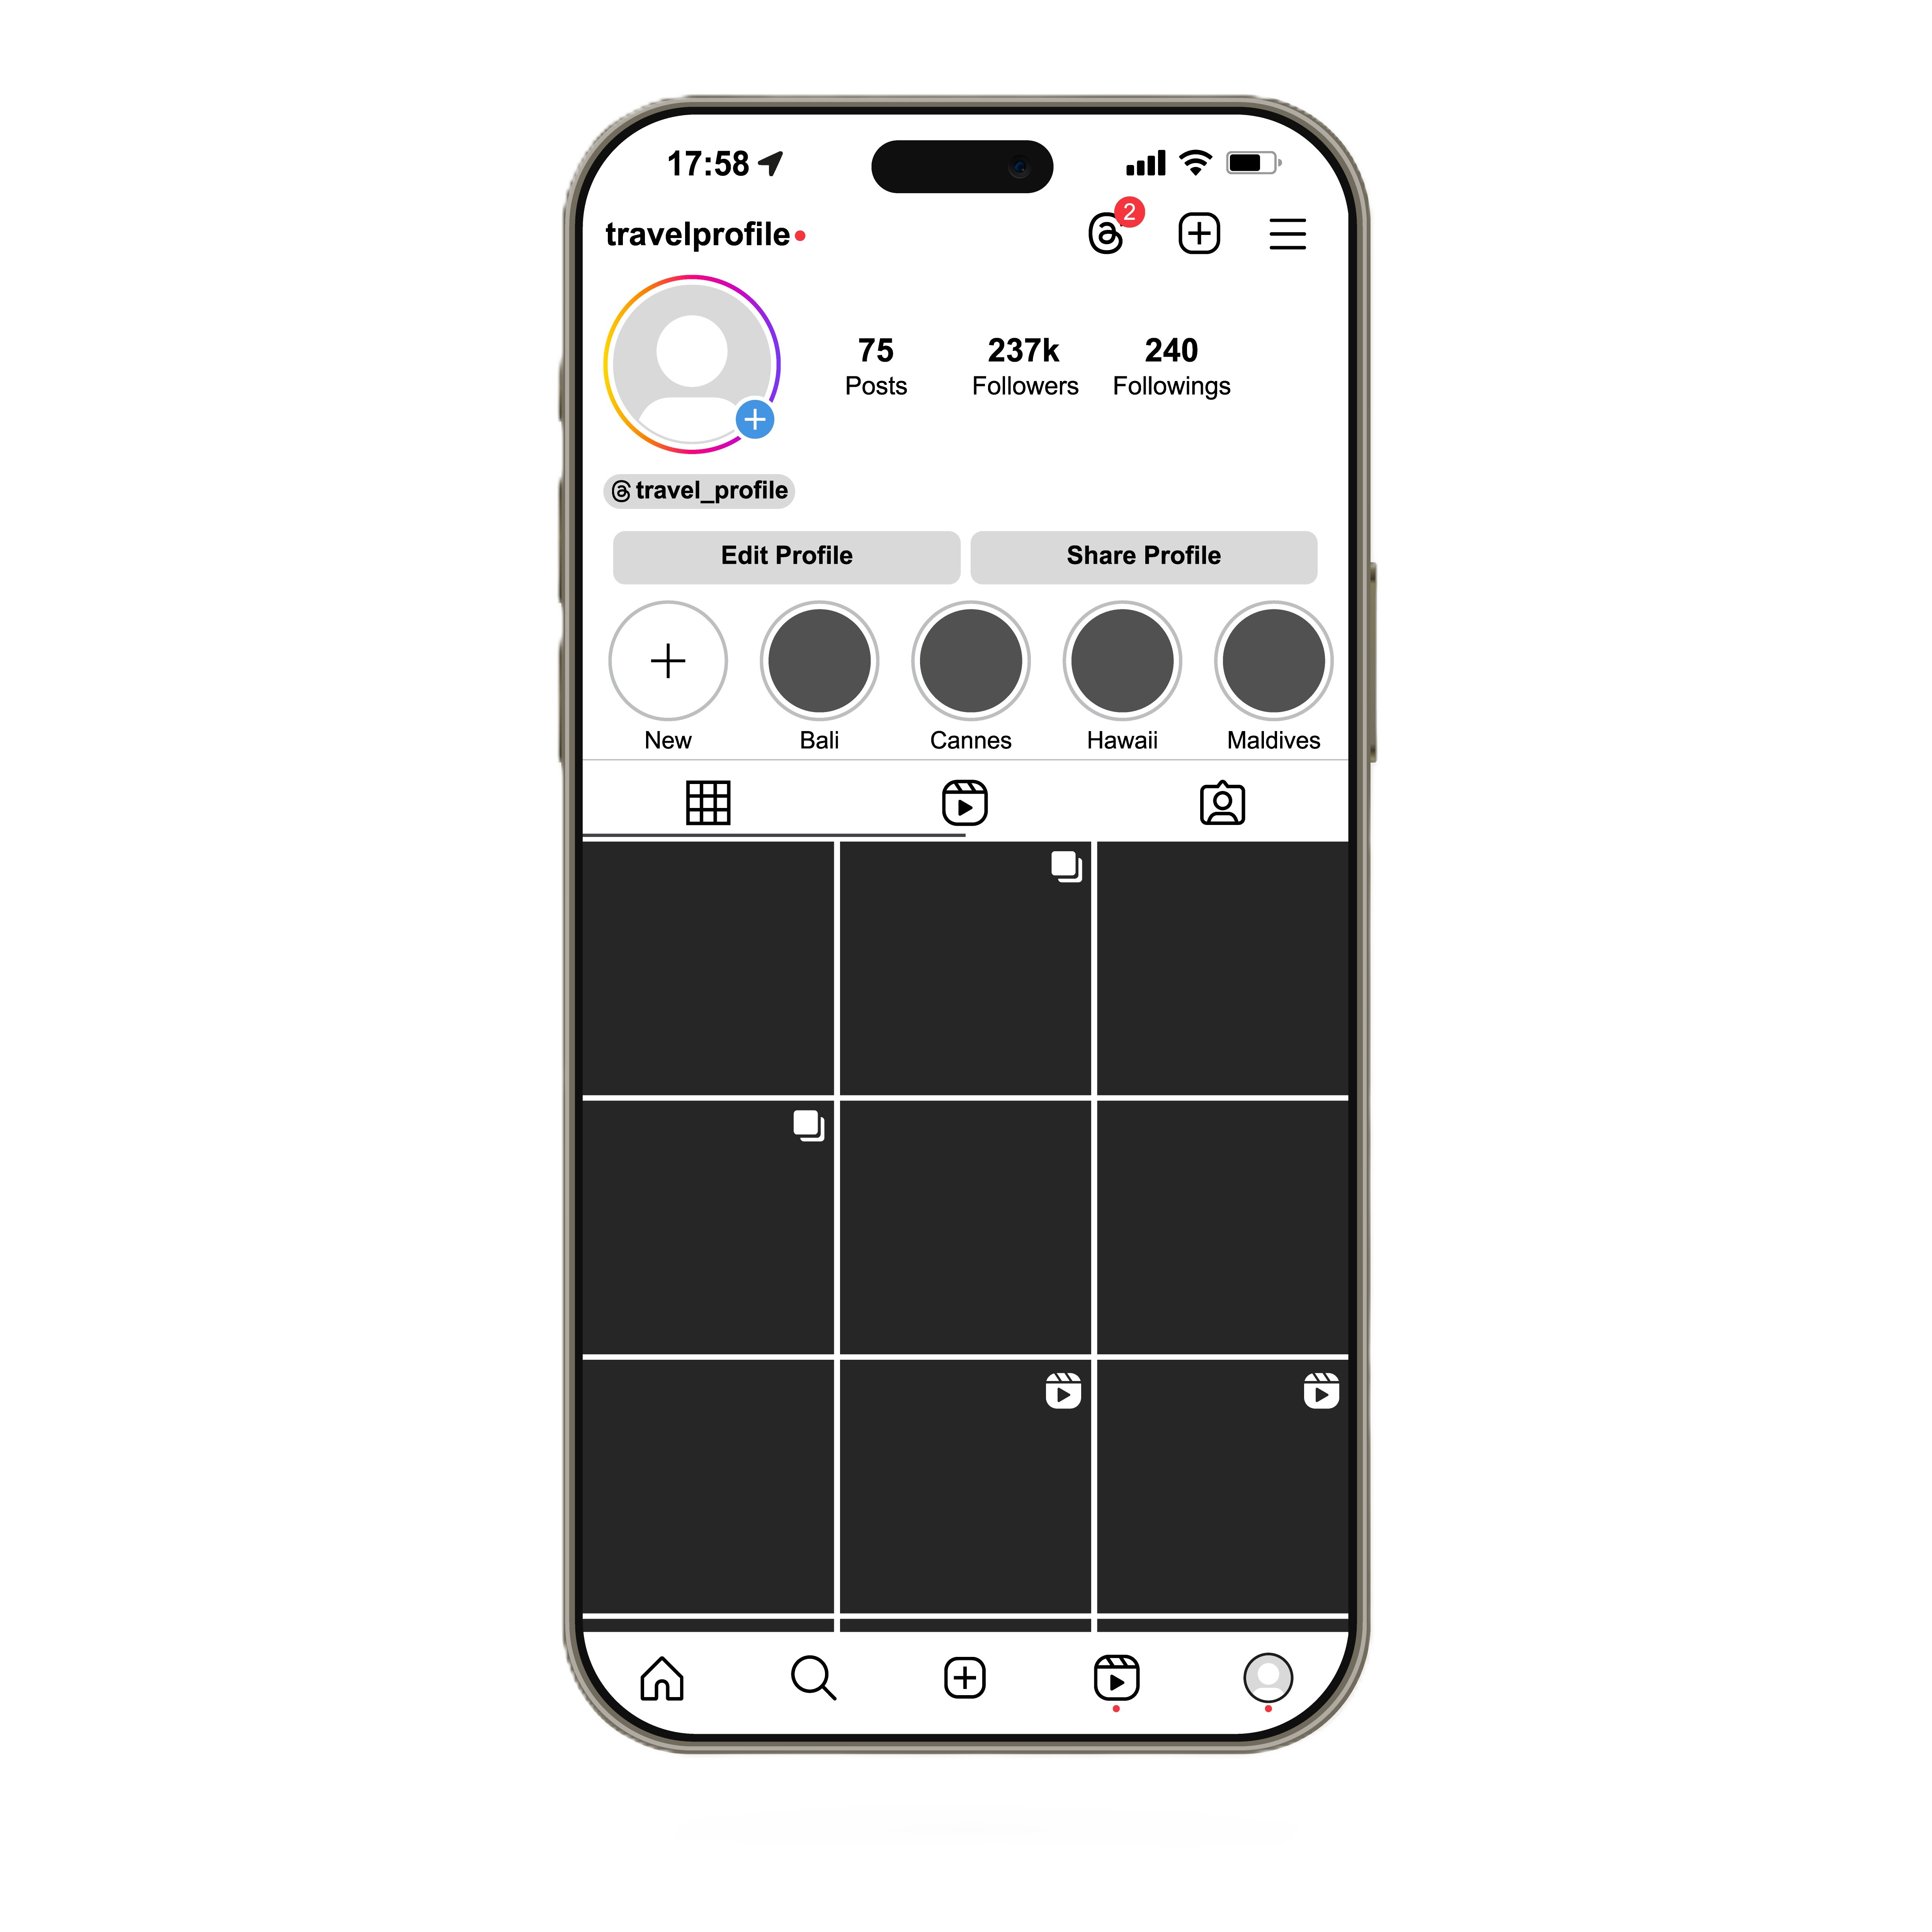 17:58
travelprofile
2
75 237k 240
Posts Followers Followings
travel_profile
Edit Profile Share Profile
New Bali Cannes Hawaii Maldives